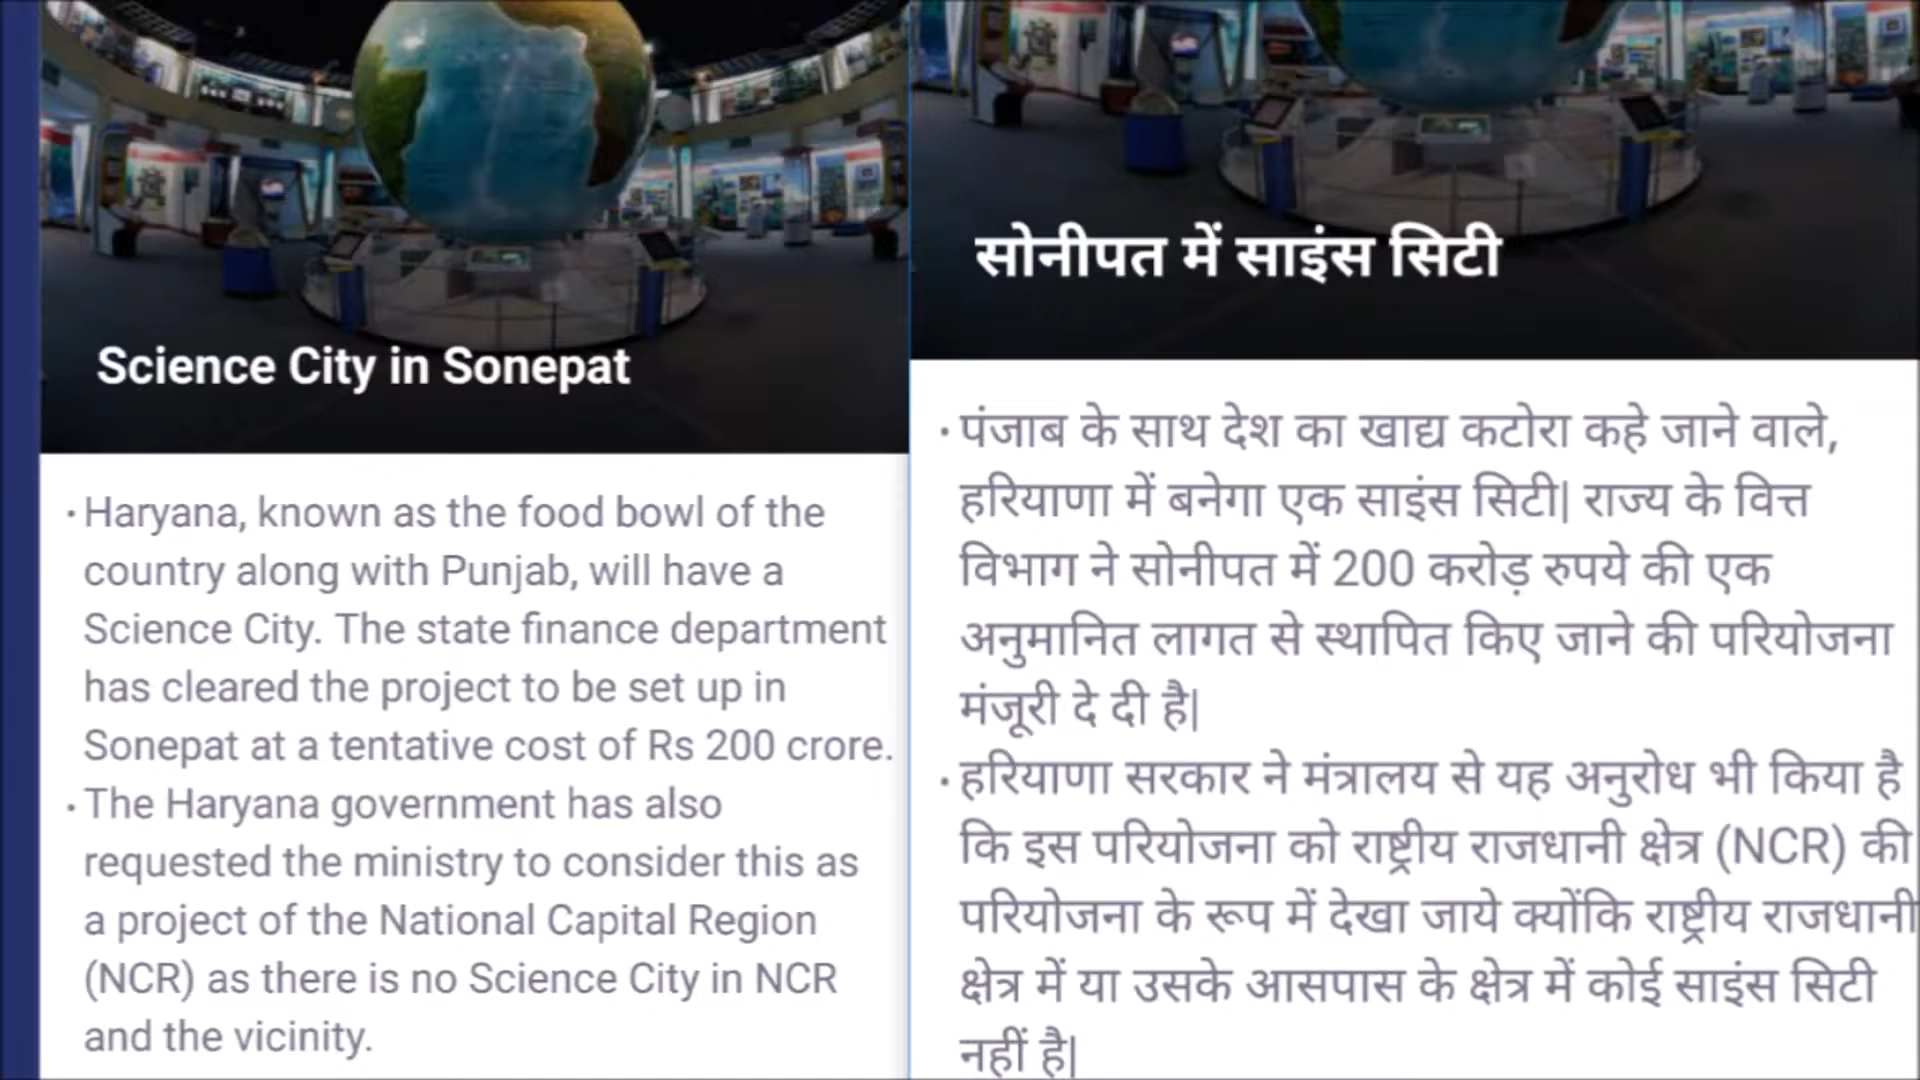 Science City in Sonepat
· Haryana, known as the food bowl of the
country along with Punjab, will have a
Science City. The state finance department
has cleared the project to be set up in
Sonepat at a tentative cost of Rs 200 crore.
· The Haryana government has also
requested the ministry to consider this as
a project of the National Capital Region
(NCR) as there is no Science City in NCR
and the vicinity.
सोनीपत में साइंस सिटी
· पंजाब के साथ देश का खाद्य कटोरा कहे जाने वाले,
हरियाणा में बनेगा एक साइंस सिटी| राज्य के वित्त
विभाग ने सोनीपत में 200 करोड़ रुपये की एक
अनुमानित लागत से स्थापित किए जाने की परियोजना
मंजूरी दे दी है|
· हरियाणा सरकार ने मंत्रालय से यह अनुरोध भी किया है
कि इस परियोजना को राष्ट्रीय राजधानी क्षेत्र (NCR) की
परियोजना के रूप में देखा जाये क्योंकि राष्ट्रीय राजधानी
क्षेत्र में या उसके आसपास के क्षेत्र में कोई साइंस सिटी
नहीं है|